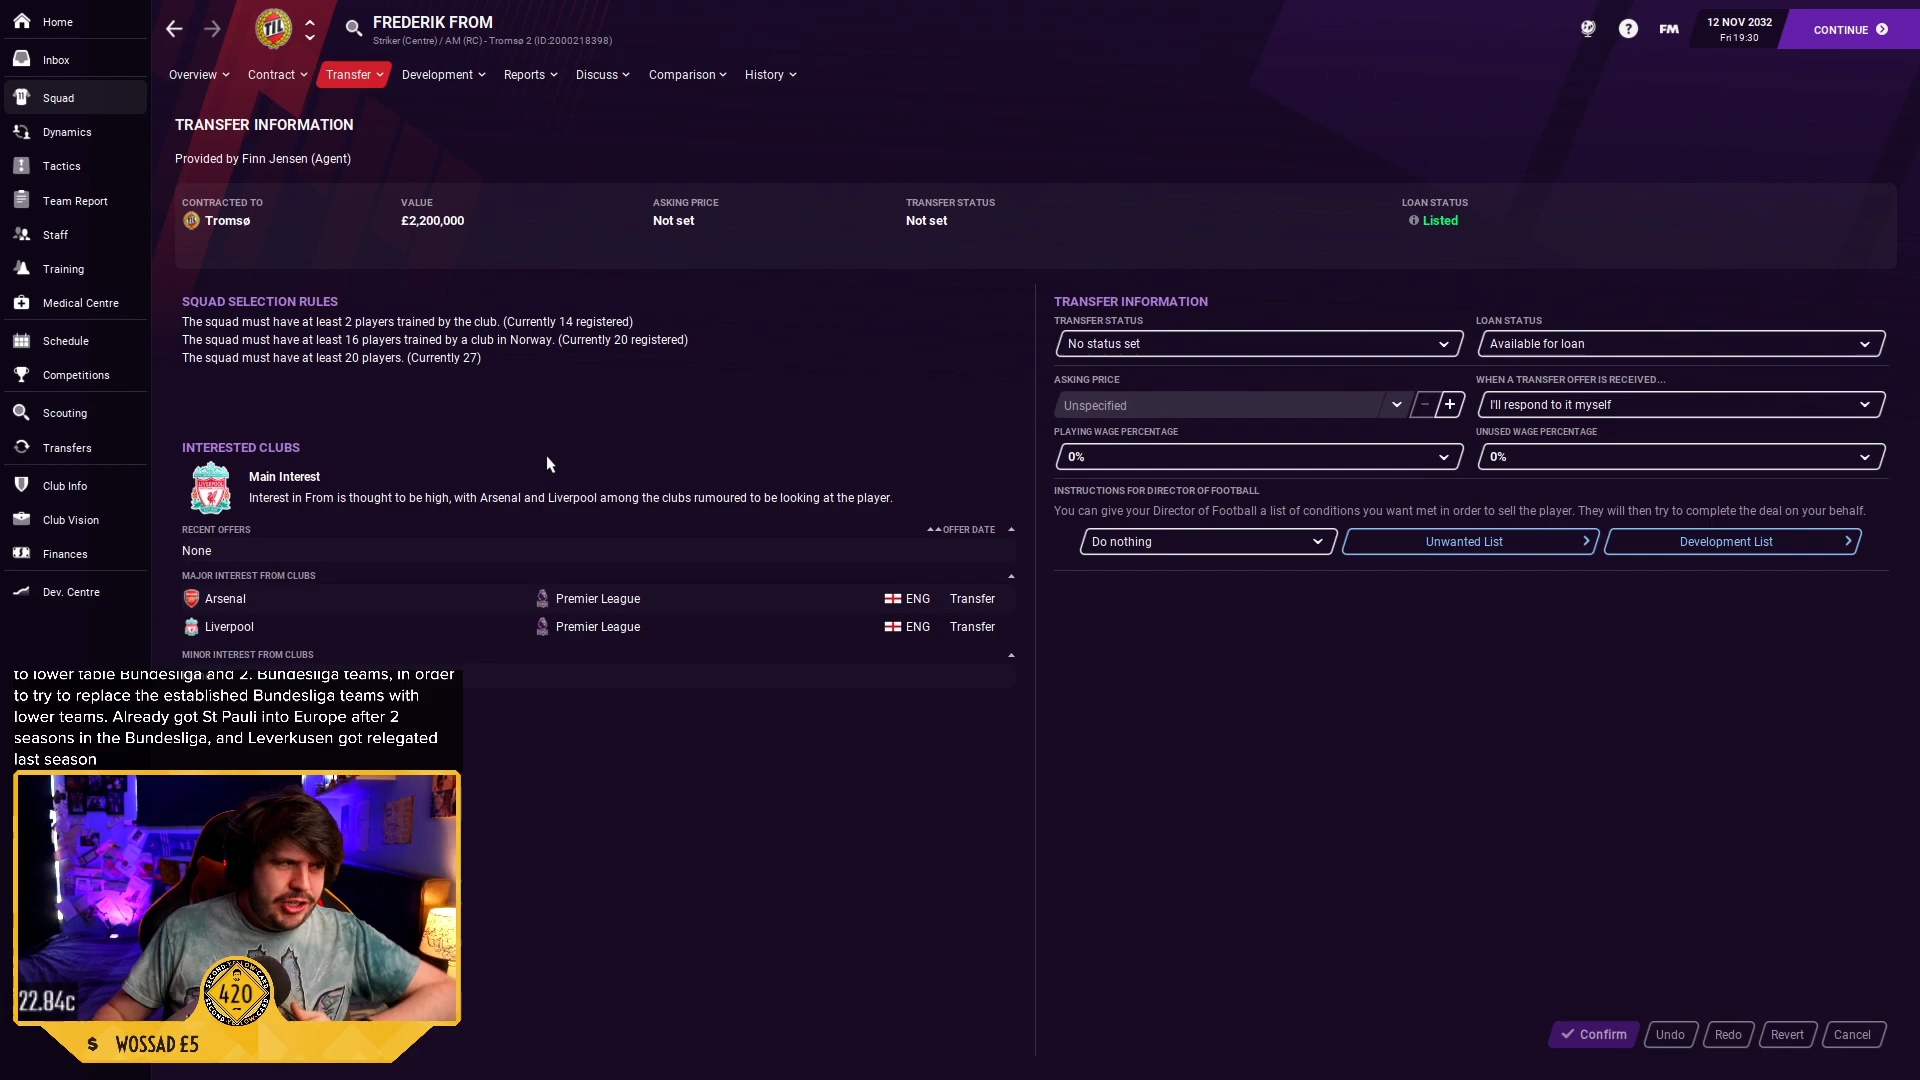 Home
Inbox
Squad
Dynamics
Tactics
Team Report
Staff
Training
Medical Centre
Schedule
Competitions
Scouting
Transfers
Club Info
Club Vision
Finances
Dev. Centre
FREDERIK FROM
Striker (Centre) / AM (RC) - Tromsø 2 (ID:2000218398)
FM
12 NOV 2032
Fri 19:30
CONTINUE
Overview Contract Transfer Development Reports Discuss Comparison History
TRANSFER INFORMATION
Provided by Finn Jensen (Agent)
CONTRACTED TO VALUE ASKING PRICE TRANSFER STATUS LOAN STATUS
Tromsø £2,200,000 Not set Not set Listed
SQUAD SELECTION RULES
The squad must have at least 2 players trained by the club. (Currently 14 registered)
The squad must have at least 16 players trained by a club in Norway. (Currently 20 registered)
The squad must have at least 20 players. (Currently 27)
INTERESTED CLUBS
Main Interest
Interest in From is thought to be high, with Arsenal and Liverpool among the clubs rumoured to be looking at the player.
RECENT OFFERS OFFER DATE
None
MAJOR INTEREST FROM CLUBS
Arsenal Premier League ENG Transfer
Liverpool Premier League ENG Transfer
MINOR INTEREST FROM CLUBS
TRANSFER INFORMATION
TRANSFER STATUS LOAN STATUS
No status set Available for loan
ASKING PRICE WHEN A TRANSFER OFFER IS RECEIVED...
Unspecified I'll respond to it myself
PLAYING WAGE PERCENTAGE UNUSED WAGE PERCENTAGE
0% 0%
INSTRUCTIONS FOR DIRECTOR OF FOOTBALL
You can give your Director of Football a list of conditions you want met in order to sell the player. They will then try to complete the deal on your behalf.
Do nothing Unwanted List Development List
to lower table Bundesliga and 2. Bundesliga teams, in order
to try to replace the established Bundesliga teams with
lower teams. Already got St Pauli into Europe after 2
seasons in the Bundesliga, and Leverkusen got relegated
last season
22.84c
SECOND YELLOW CARD
420
SECOND YELLOW CARD
$ WOSSAD £5
Confirm Undo Redo Revert Cancel